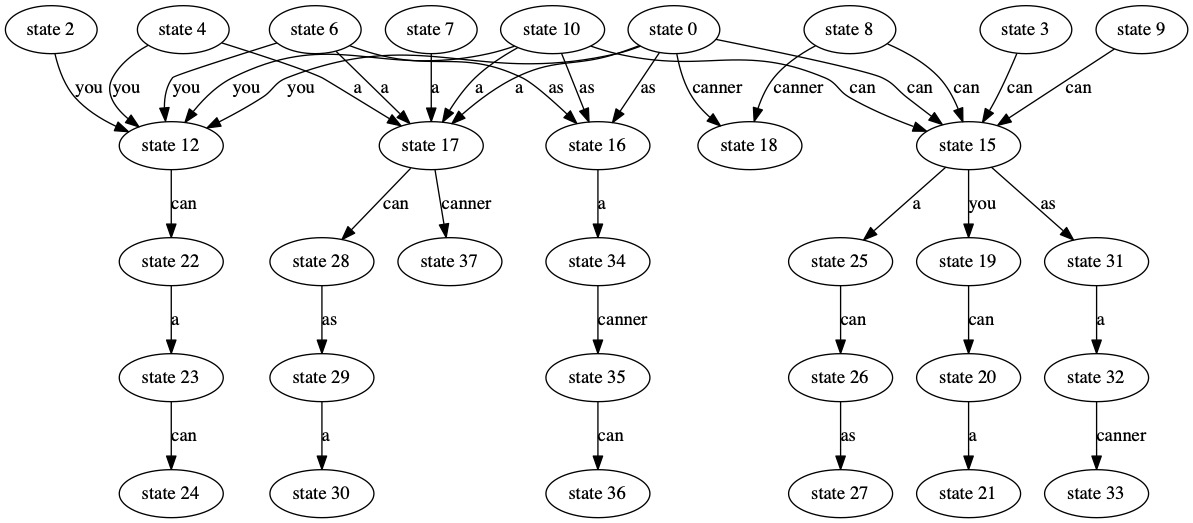 state 2 state 4 state 6 state 7 state 10 state 0 state 8 state 3 state 9
you you you you you a a a a a as as as canner canner can can can can can
state 12 state 17 state 16 state 18 state 15
can can canner a a you as
state 22 state 28 state 37 state 34 state 25 state 19 state 31
a as canner can can a
state 23 state 29 state 35 state 26 state 20 state 32
can a can as a canner
state 24 state 30 state 36 state 27 state 21 state 33